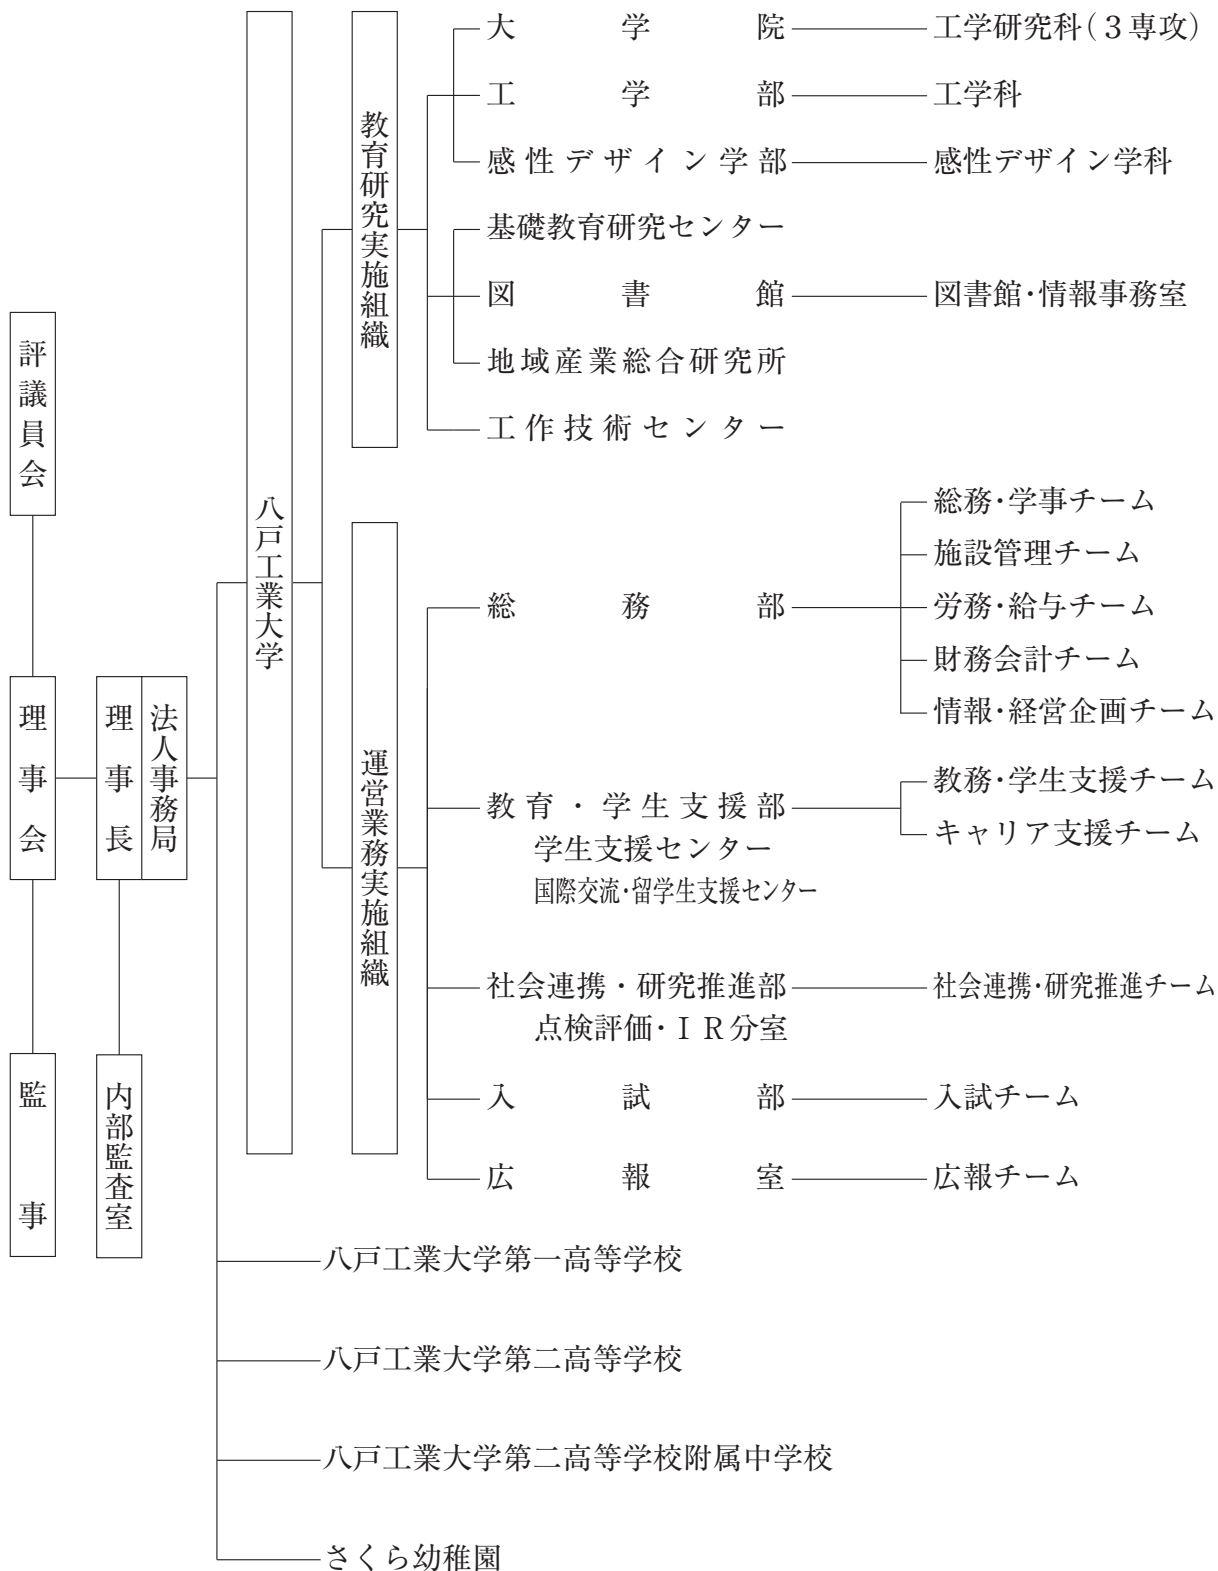 評議員会
理事会
監事
理事長
法人事務局
内部監査室
八戸工業大学
教育研究実施組織
大学院 工学研究科(3専攻)
工学部 工学科
感性デザイン学部 感性デザイン学科
基礎教育研究センター
図書館 図書館・情報事務室
地域産業総合研究所
工作技術センター
運営業務実施組織
総務部
総務・学事チーム
施設管理チーム
労務・給与チーム
財務会計チーム
情報・経営企画チーム
教育・学生支援部
学生支援センター
国際交流・留学生支援センター
教務・学生支援チーム
キャリア支援チーム
社会連携・研究推進部 社会連携・研究推進チーム
点検評価・IR分室
入試部 入試チーム
広報室 広報チーム
八戸工業大学第一高等学校
八戸工業大学第二高等学校
八戸工業大学第二高等学校附属中学校
さくら幼稚園